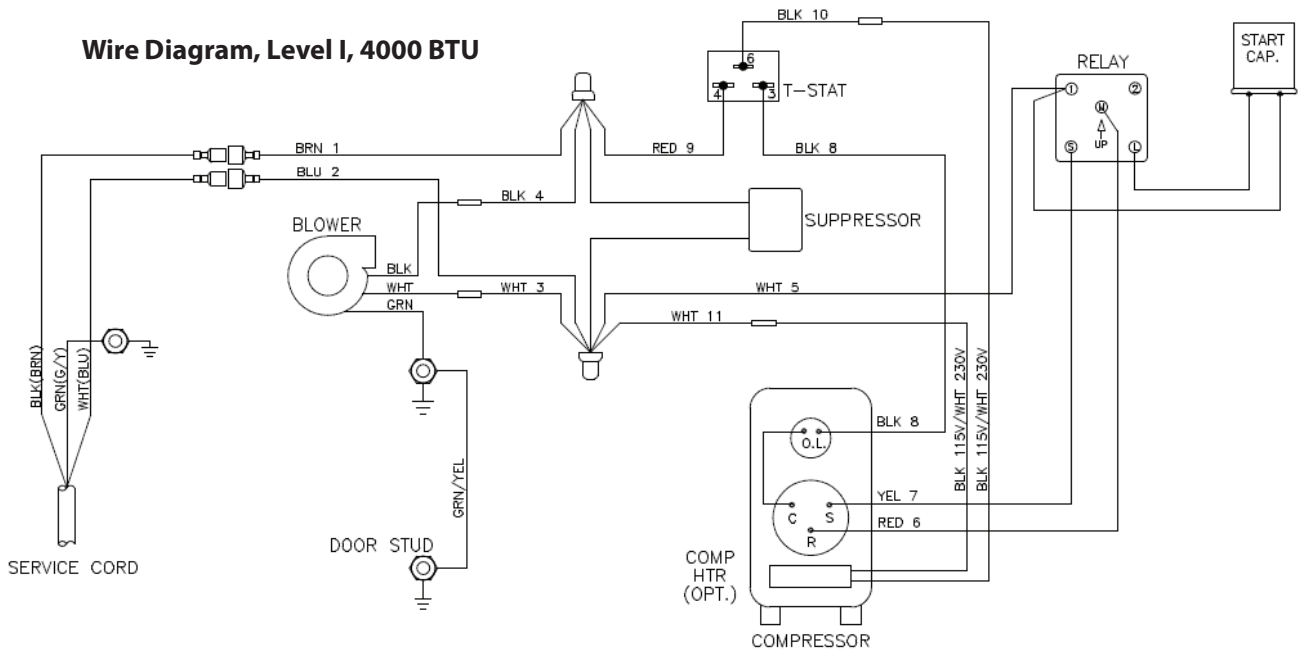 Wire Diagram, Level I, 4000 BTU
BLK 10
START
CAP.
RELAY
6
4
3
T-STAT
1
2
M
UP
S
L
BRN 1
RED 9
BLK 8
BLU 2
BLK 4
SUPPRESSOR
BLOWER
BLK
WHT
WHT 3
GRN
WHT 5
WHT 11
BLK(BRN)
GRN(G/Y)
WHT(BLU)
BLK 115V/WHT 230V
BLK 115V/WHT 230V
GRN/YEL
BLK 8
O.L.
YEL 7
C
S
R
RED 6
DOOR STUD
SERVICE CORD
COMP
HTR
(OPT.)
COMPRESSOR